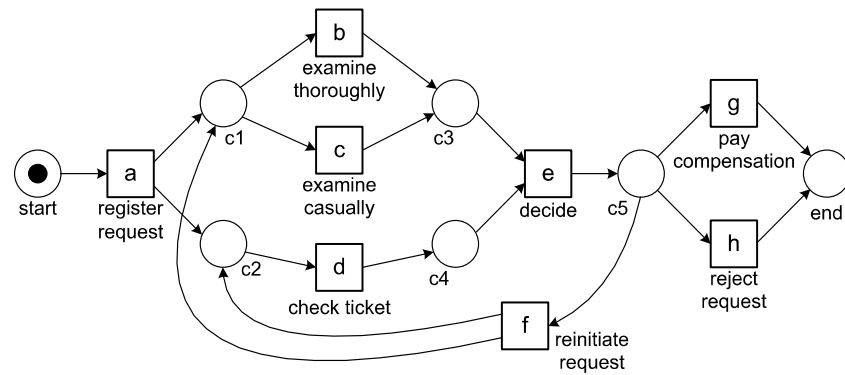 b
examine
thoroughly
c1
c3
g
pay
compensation
a
register
request
start
c
examine
casually
e
decide
c5
end
c2
d
check ticket
c4
h
reject
request
f
reinitiate
request